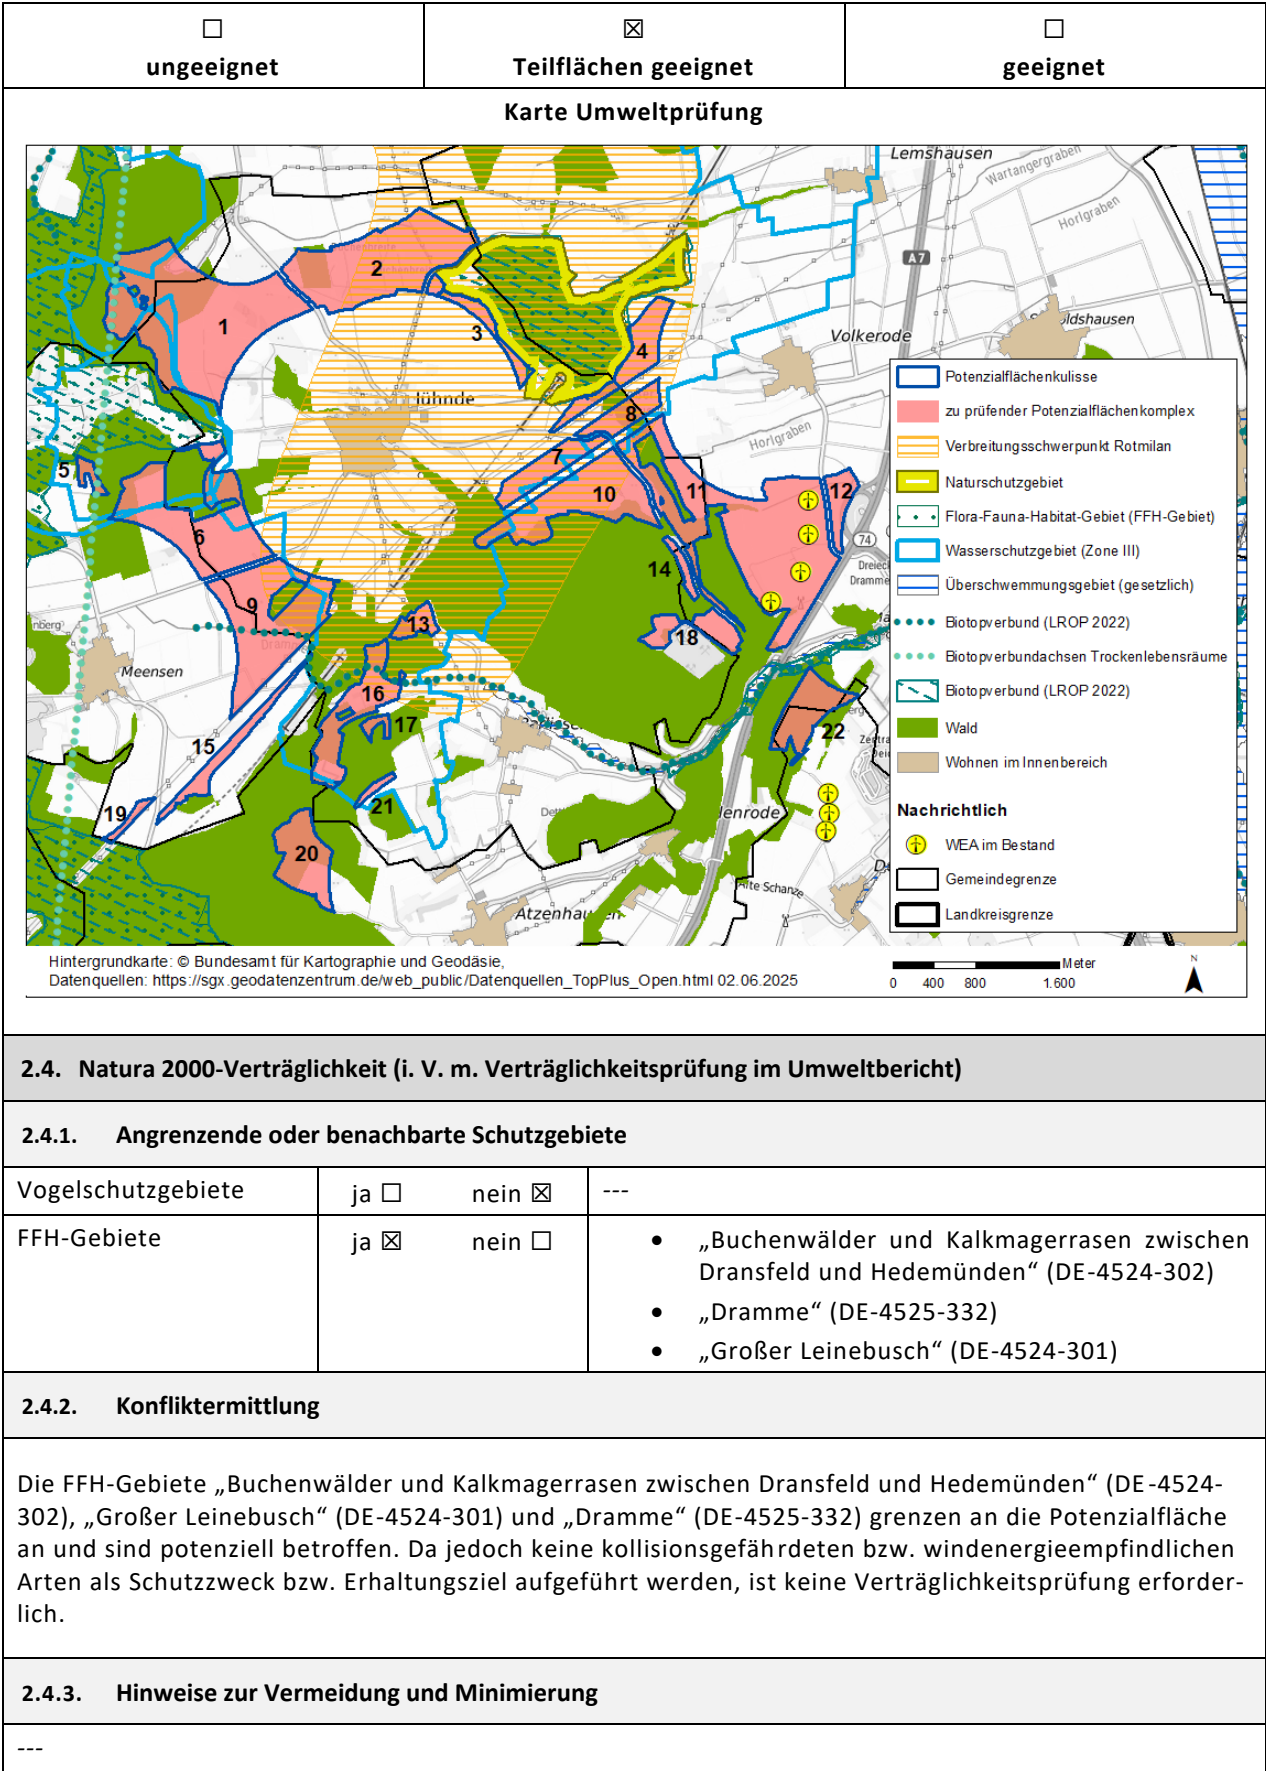 ☐ ☒ ☐
ungeeignet Teilflächen geeignet geeignet
Karte Umweltprüfung
Lemshausen
Wartangergraben
Horlgraben
A 7
2
1
3
4
Volkerode
oldshausen
Jühnde
8
Horlgraben
7
5
10
11
12
6
74
Dreieck
Dramme
14
9
13
18
nberg
Meensen
16
17
22
15
21
19
20
lenrode
Alte Schanze
Atzenhausen
Potenzialflächenkulisse
zu prüfender Potenzialflächenkomplex
Verbreitungsschwerpunkt Rotmilan
Naturschutzgebiet
Flora-Fauna-Habitat-Gebiet (FFH-Gebiet)
Wasserschutzgebiet (Zone III)
Überschwemmungsgebiet (gesetzlich)
Biotopverbund (LROP 2022)
Biotopverbundachsen Trockenlebensräume
Biotopverbund (LROP 2022)
Wald
Wohnen im Innenbereich
Nachrichtlich
WEA im Bestand
Gemeindegrenze
Landkreisgrenze
Hintergrundkarte: © Bundesamt für Kartographie und Geodäsie,
Datenquellen: https://sgx.geodatenzentrum.de/web_public/Datenquellen_TopPlus_Open.html 02.06.2025
Meter
0 400 800 1.600
N
2.4. Natura 2000-Verträglichkeit (i. V. m. Verträglichkeitsprüfung im Umweltbericht)
2.4.1. Angrenzende oder benachbarte Schutzgebiete
Vogelschutzgebiete ja ☐ nein ☒ ---
FFH-Gebiete ja ☒ nein ☐ • „Buchenwälder und Kalkmagerrasen zwischen
Dransfeld und Hedemünden“ (DE-4524-302)
• „Dramme“ (DE-4525-332)
• „Großer Leinebusch“ (DE-4524-301)
2.4.2. Konfliktermittlung
Die FFH-Gebiete „Buchenwälder und Kalkmagerrasen zwischen Dransfeld und Hedemünden“ (DE-4524-
302), „Großer Leinebusch“ (DE-4524-301) und „Dramme“ (DE-4525-332) grenzen an die Potenzialfläche
an und sind potenziell betroffen. Da jedoch keine kollisionsgefährdeten bzw. windenergieempfindlichen
Arten als Schutzzweck bzw. Erhaltungsziel aufgeführt werden, ist keine Verträglichkeitsprüfung erforder-
lich.
2.4.3. Hinweise zur Vermeidung und Minimierung
---